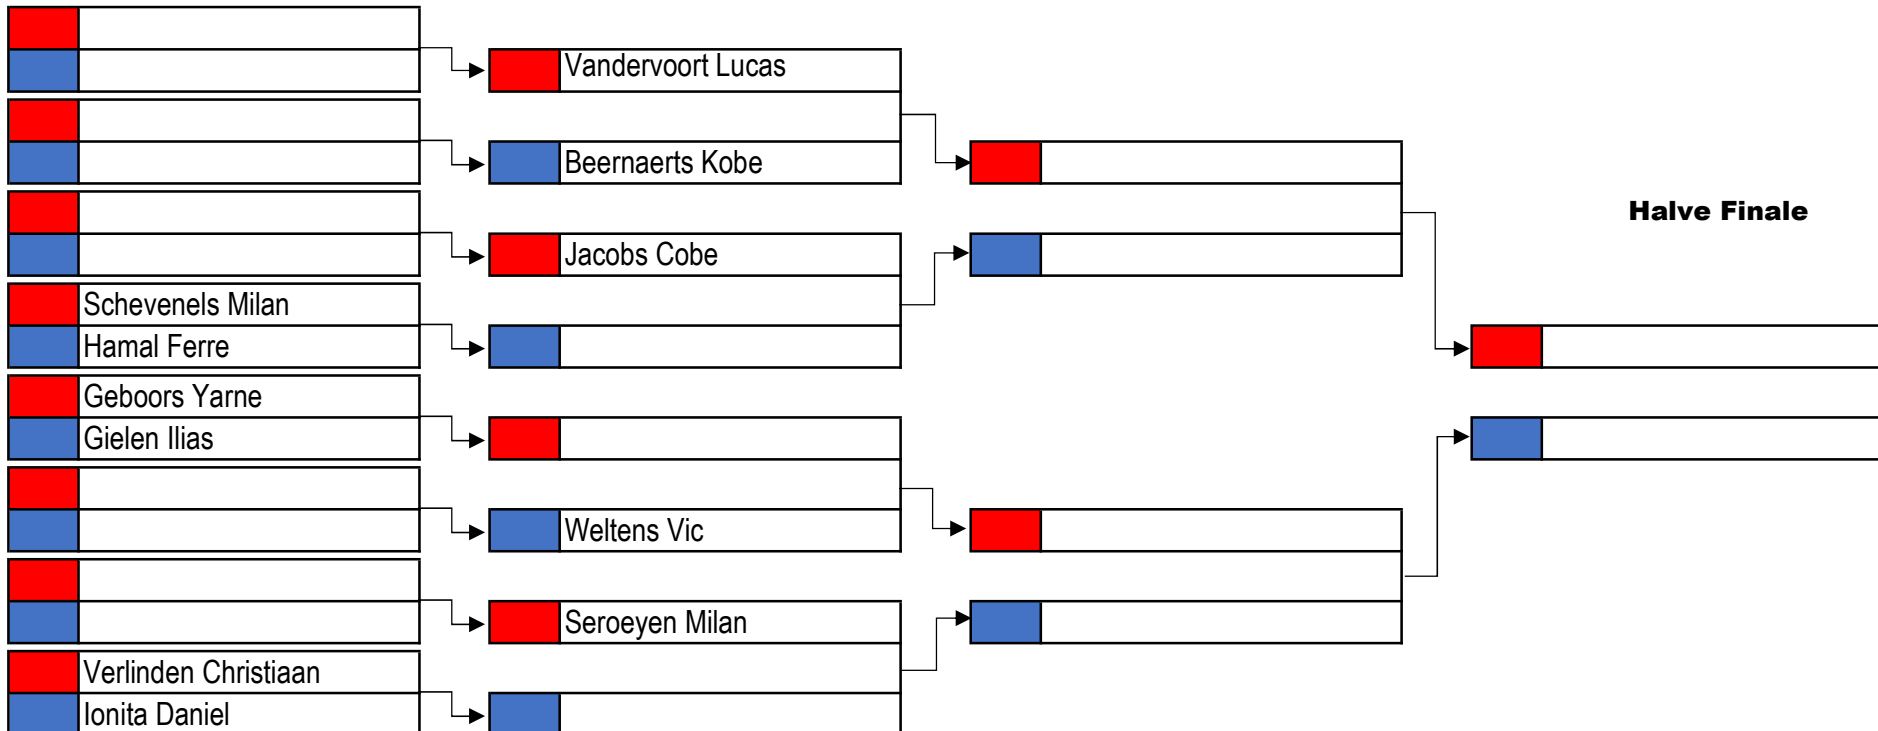 Vandervoort Lucas
Beernaerts Kobe
Halve Finale
Jacobs Cobe
Schevenels Milan
Hamal Ferre
Geboors Yarne
Gielen Ilias
Weltens Vic
Seroeyen Milan
Verlinden Christiaan
Ionita Daniel